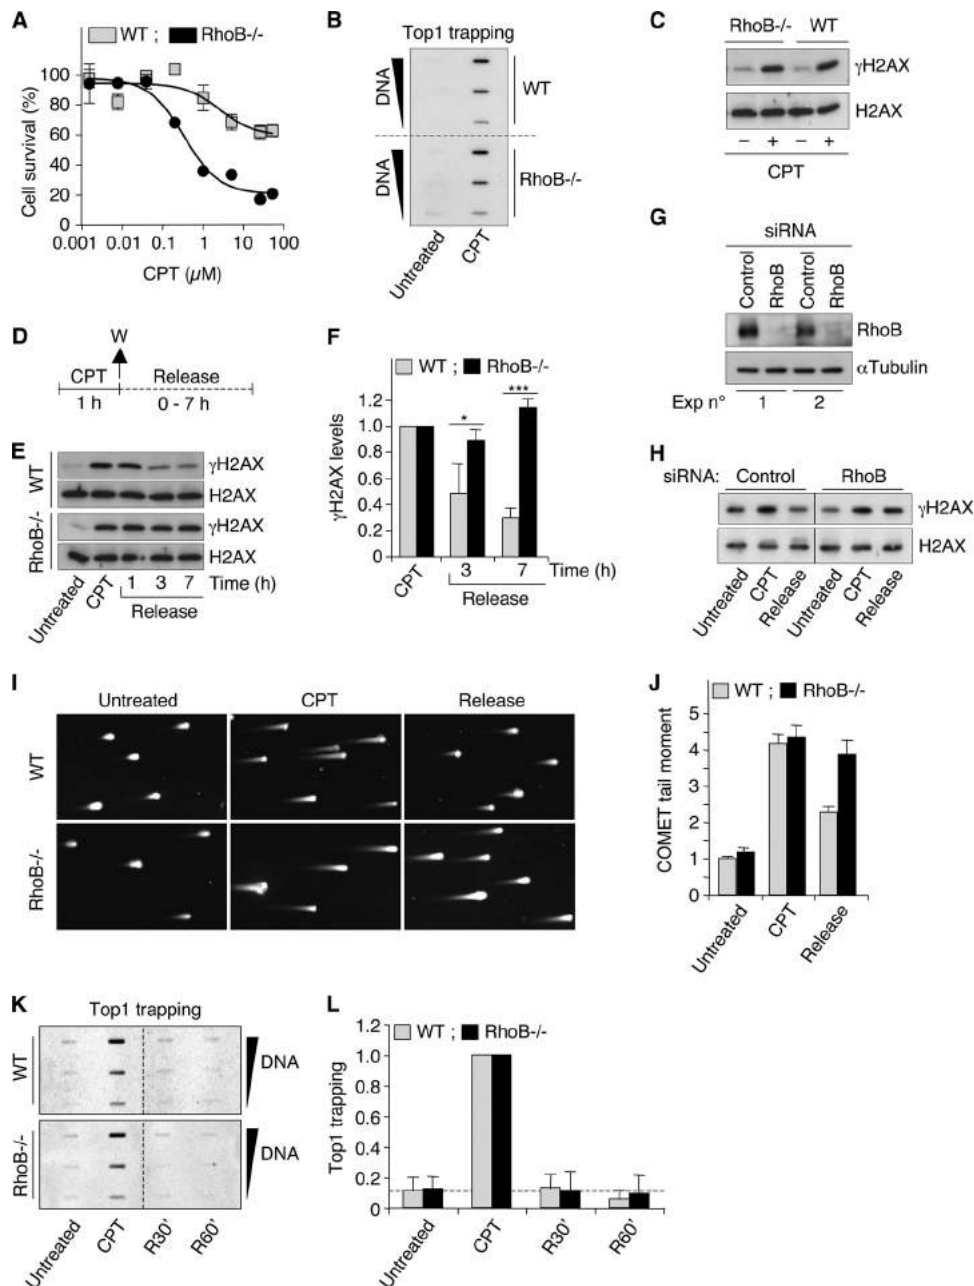 A
WT ; RhoB-/-
100
80
60
40
20
0
Cell survival (%)
0.001 0.01 0.1 1 10 100
CPT (µM)
B
Top1 trapping
DNA
WT
DNA
RhoB-/-
Untreated
CPT
C
RhoB-/- WT
γH2AX
H2AX
– + – +
CPT
D
W
CPT Release
1 h 0 - 7 h
E
WT
γH2AX
H2AX
RhoB-/-
γH2AX
H2AX
Untreated
CPT
1 3 7 Time (h)
Release
F
WT ; RhoB-/-
1.2
1.0
0.8
0.6
0.4
0.2
0
γH2AX levels
*
***
CPT
3 7 Time (h)
Release
G
siRNA
Control
RhoB
Control
RhoB
RhoB
αTubulin
Exp n° 1 2
H
siRNA: Control RhoB
γH2AX
H2AX
Untreated
CPT
Release
Untreated
CPT
Release
I
Untreated CPT Release
WT
RhoB-/-
J
WT ; RhoB-/-
5
4
3
2
1
0
COMET tail moment
Untreated
CPT
Release
K
Top1 trapping
WT
DNA
RhoB-/-
DNA
Untreated
CPT
R30'
R60'
L
WT ; RhoB-/-
1.2
1.0
0.8
0.6
0.4
0.2
0
Top1 trapping
Untreated
CPT
R30'
R60'